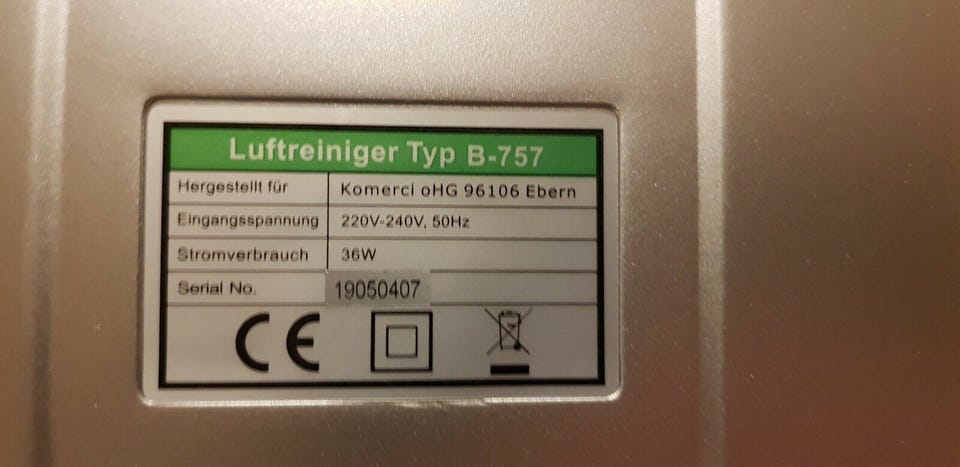 Luftreiniger Typ B-757
Hergestellt für Komerci oHG 96106 Ebern
Eingangsspannung 220V-240V, 50Hz
Stromverbrauch 36W
Serial No. 19050407
CE